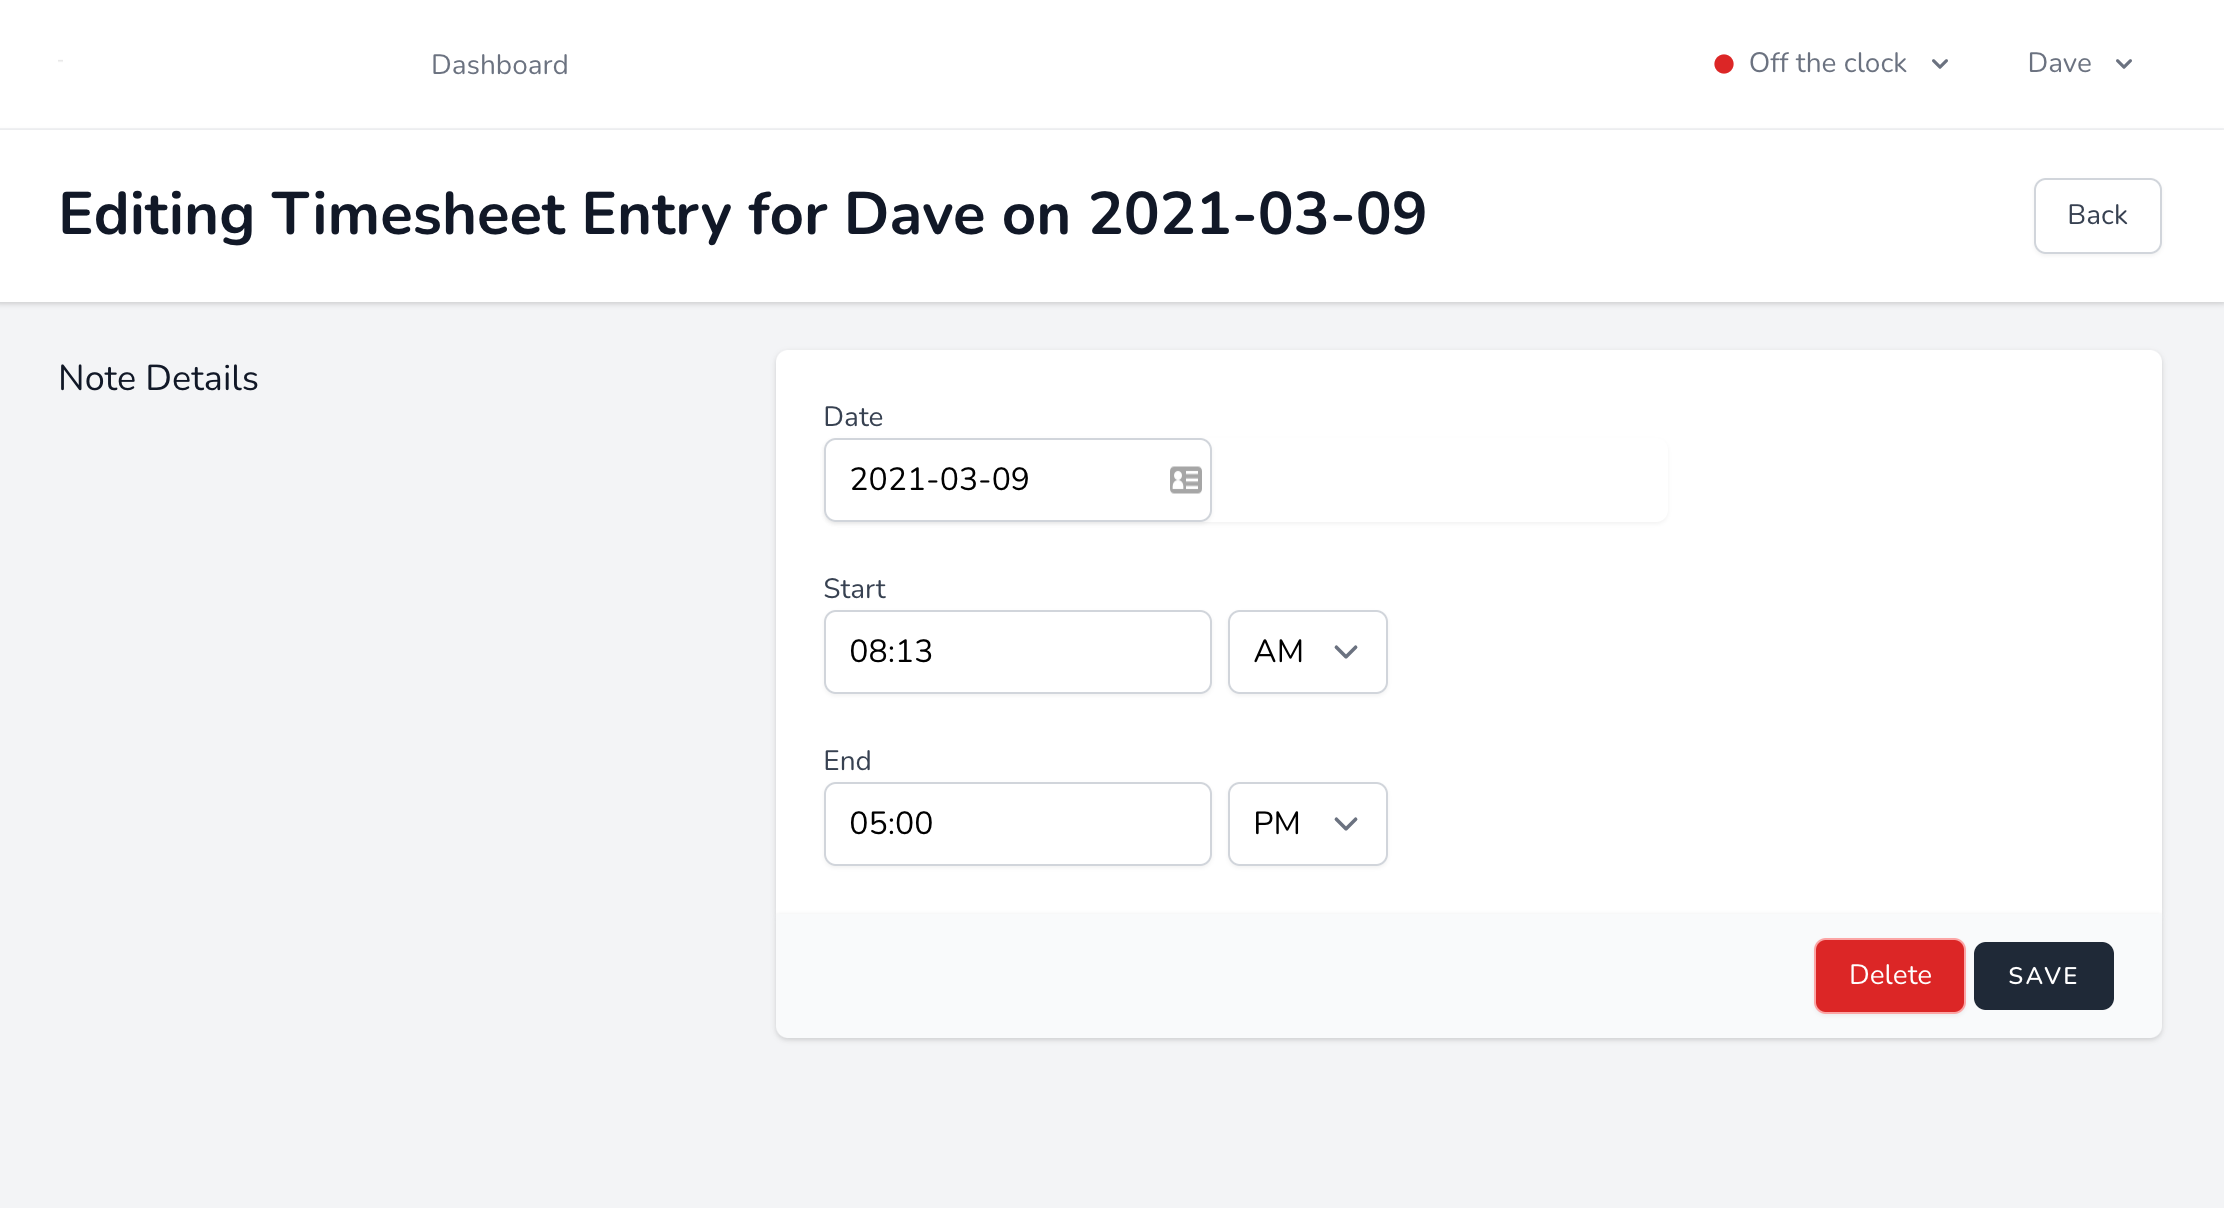 Dashboard
Off the clock
Dave
Editing Timesheet Entry for Dave on 2021-03-09
Back
Note Details
Date
2021-03-09
Start
08:13
AM
End
05:00
PM
Delete
SAVE